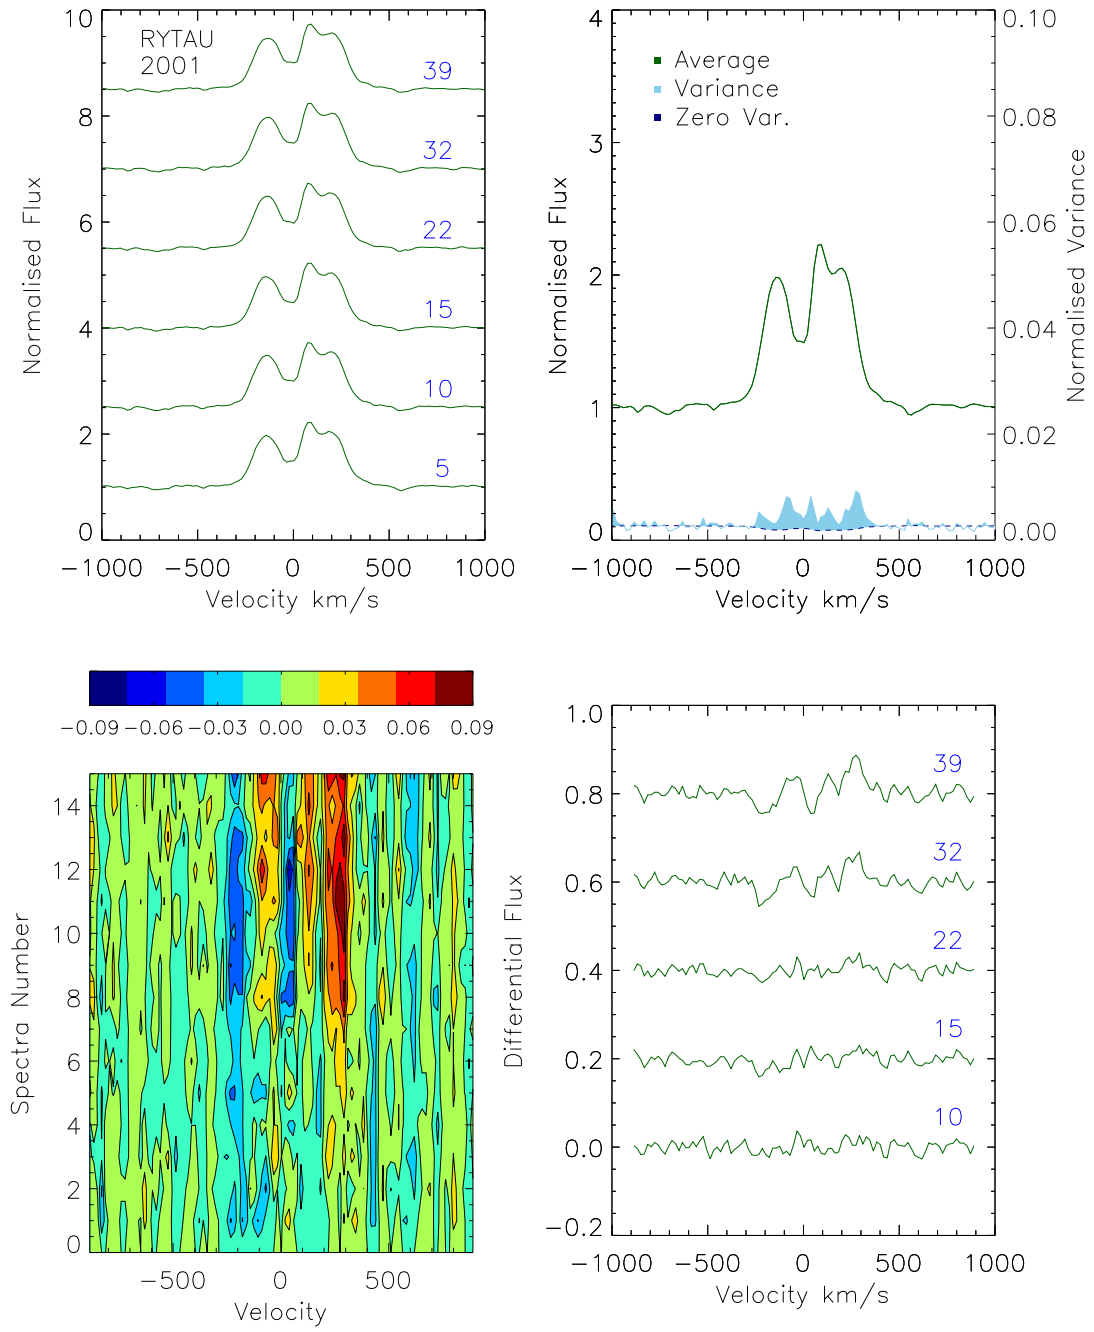 RYTAU
2001
39
32
22
15
10
5
10
8
6
4
2
0
Normalised Flux
−1000 −500 0 500 1000
Velocity km/s
Average
Variance
Zero Var.
4
3
2
1
0
Normalised Flux
0.10
0.08
0.06
0.04
0.02
0.00
Normalised Variance
−1000 −500 0 500 1000
Velocity km/s
−0.09 −0.06 −0.03 0.00 0.03 0.06 0.09
14
12
10
8
6
4
2
0
Spectra Number
−500 0 500
Velocity
1.0
0.8
0.6
0.4
0.2
0.0
−0.2
Differential Flux
39
32
22
15
10
−1000 −500 0 500 1000
Velocity km/s